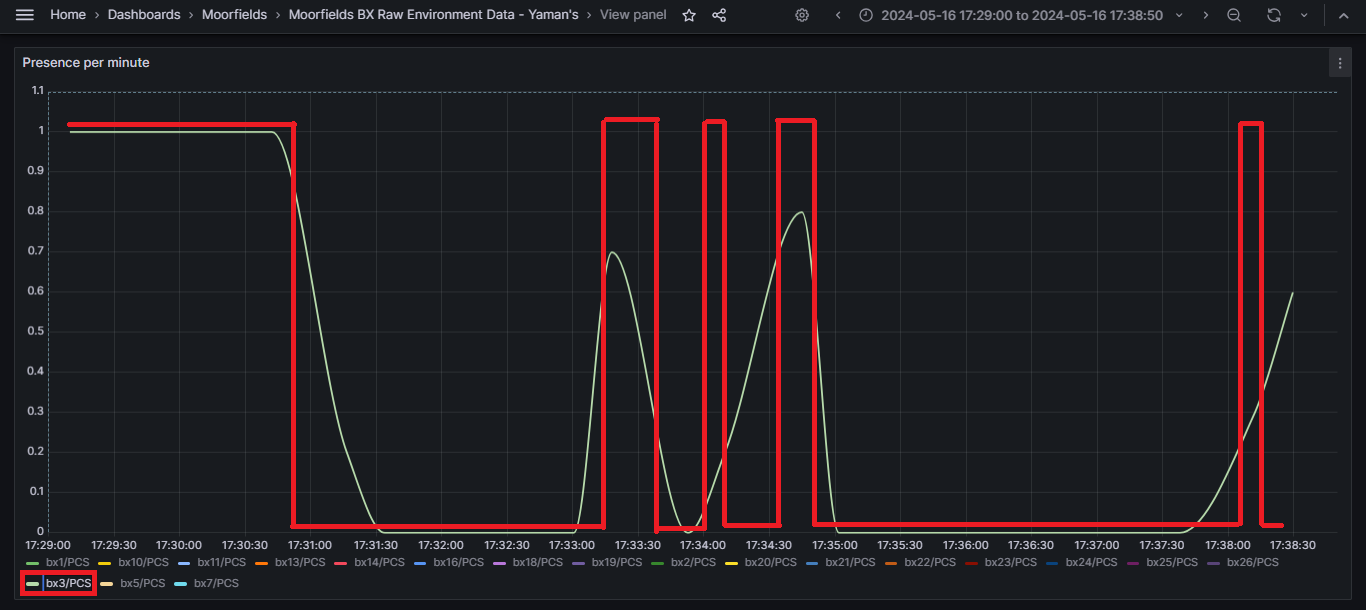 Home > Dashboards > Moorfields > Moorfields BX Raw Environment Data - Yaman's > View panel 2024-05-16 17:29:00 to 2024-05-16 17:38:50
Presence per minute
1.1
1
0.9
0.8
0.7
0.6
0.5
0.4
0.3
0.2
0.1
0
17:29:00 17:29:30 17:30:00 17:30:30 17:31:00 17:31:30 17:32:00 17:32:30 17:33:00 17:33:30 17:34:00 17:34:30 17:35:00 17:35:30 17:36:00 17:36:30 17:37:00 17:37:30 17:38:00 17:38:30
bx1/PCS bx10/PCS bx11/PCS bx13/PCS bx14/PCS bx16/PCS bx18/PCS bx19/PCS bx2/PCS bx20/PCS bx21/PCS bx22/PCS bx23/PCS bx24/PCS bx25/PCS bx26/PCS
bx3/PCS bx5/PCS bx7/PCS